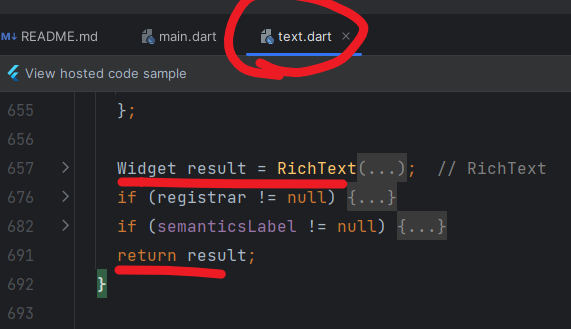 README.md main.dart text.dart
View hosted code sample
655 };
656
657 Widget result = RichText(...); // RichText
676 if (registrar != null) {...}
682 if (semanticsLabel != null) {...}
691 return result;
692 }
693